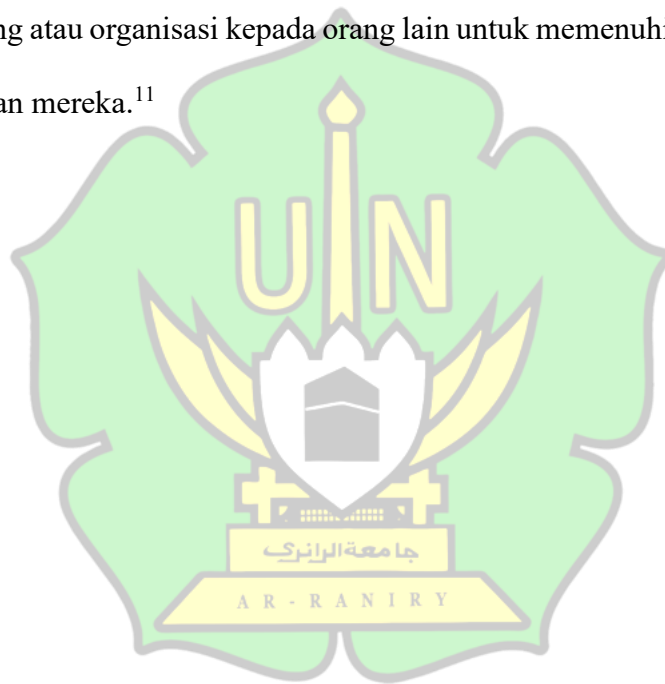 ng atau organisasi kepada orang lain untuk memenuhi
an mereka.¹¹
UIN
جامعة الرانري
AR-RANIRY